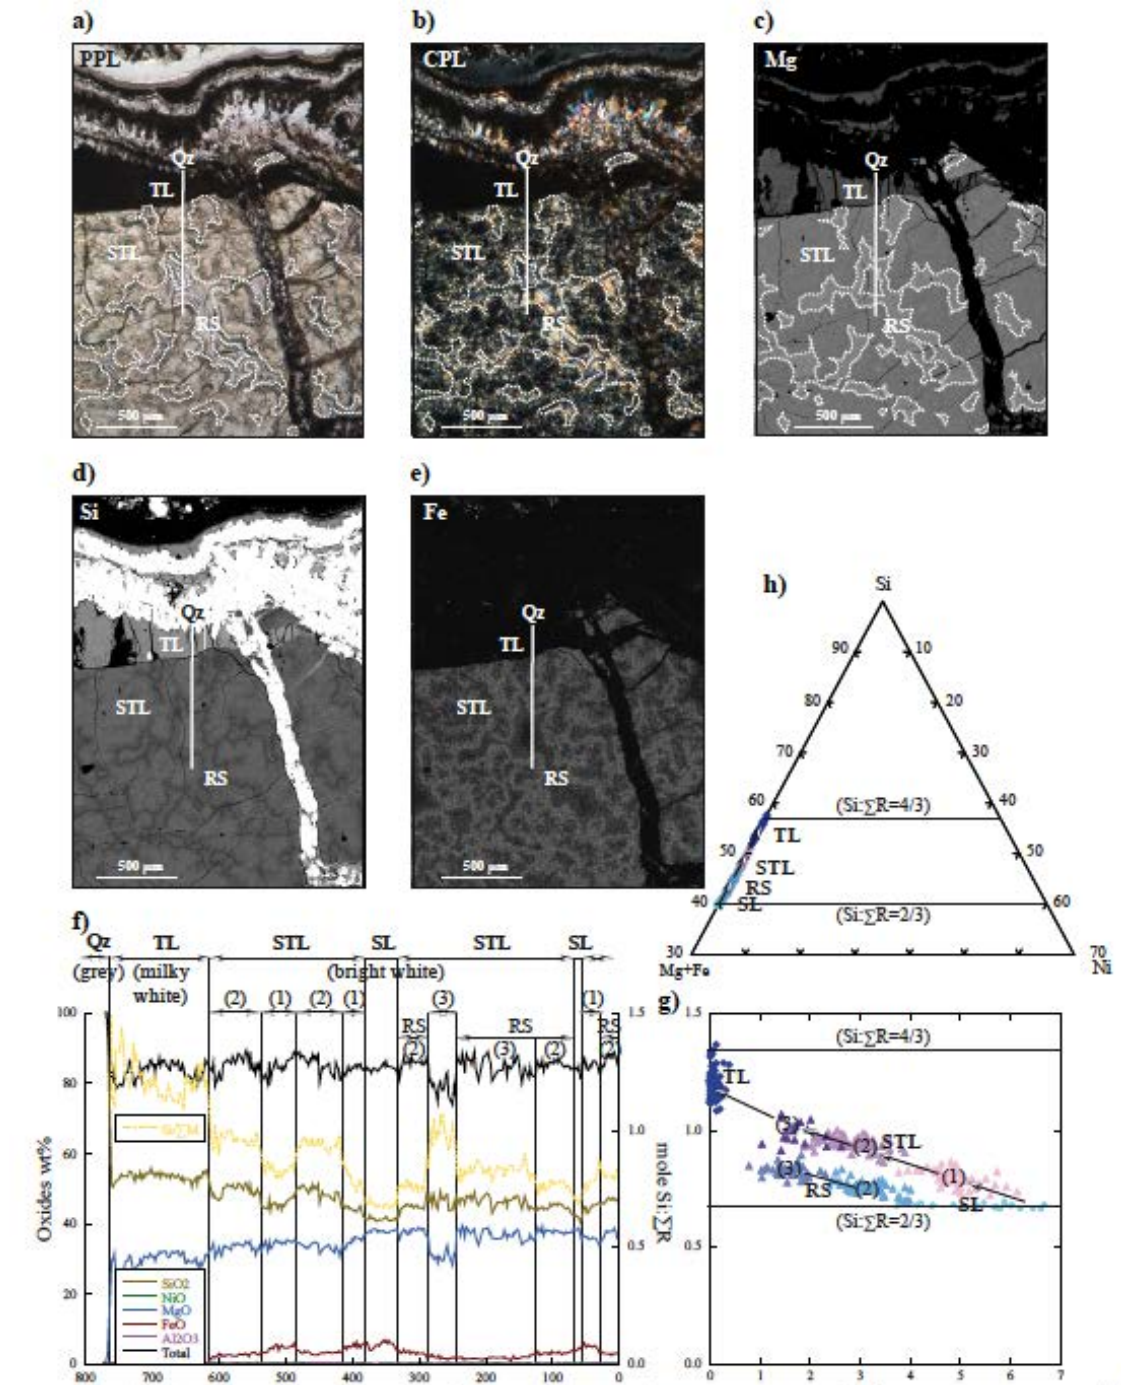 a)
PPL
Qz
TL
STL
RS
500 µm
b)
CPL
Qz
TL
STL
RS
500 µm
c)
Mg
Qz
TL
STL
RS
500 µm
d)
Si
Qz
TL
STL
RS
500 µm
e)
Fe
Qz
TL
STL
RS
500 µm
h)
Si
90 10
80 20
70 30
60 40
(Si:∑R=4/3)
TL
50 50
STL
RS
40 SL 60
(Si:∑R=2/3)
30 70
Mg+Fe Ni
f)
Qz TL STL SL STL SL
(grey) (milky white) (bright white)
(2) (1) (2) (1) (3) (1)
RS RS RS
(2) (3) (2) (2)
100 1.5
80
Si/∑M
1.0
60
Oxides wt%
mole Si:∑R
40
0.5
20
SiO2
NiO
MgO
FeO
Al2O3
Total
0 0.0
800 700 600 500 400 300 200 100 0
g)
1.5
(Si:∑R=4/3)
TL
1.0
(3)
(2) STL
(3) (1)
RS (2)
SL
(Si:∑R=2/3)
0.5
0.0
0 1 2 3 4 5 6 7